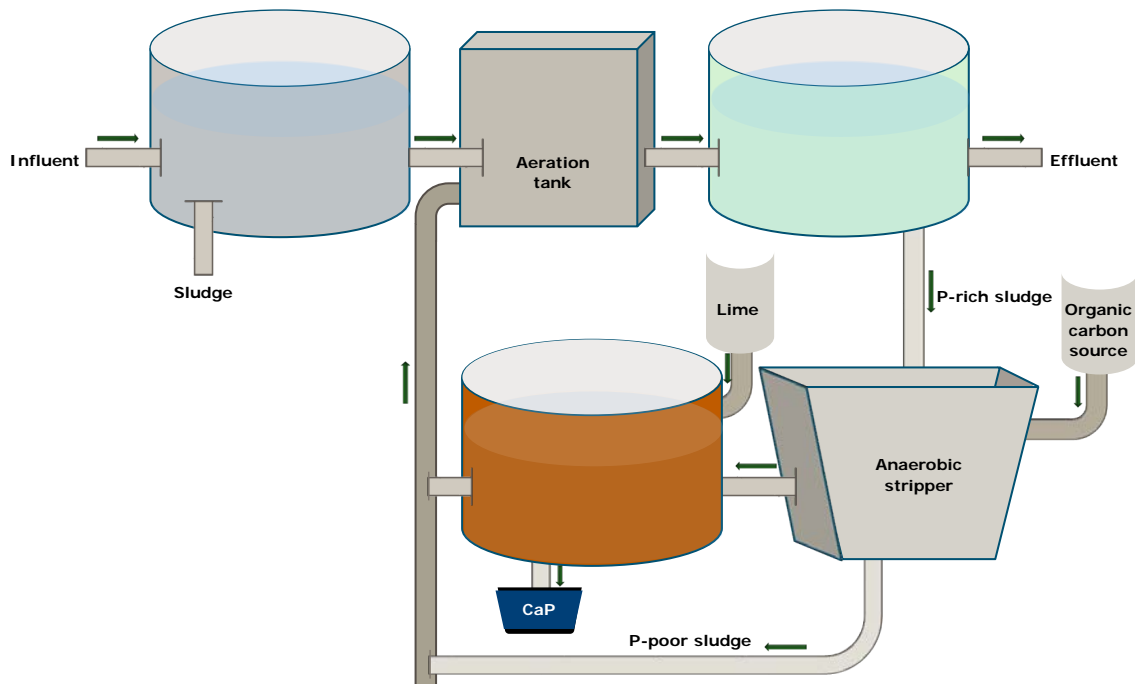 Influent
Aeration
tank
Effluent
Sludge
Lime
P-rich sludge
Organic
carbon
source
Anaerobic
stripper
CaP
P-poor sludge